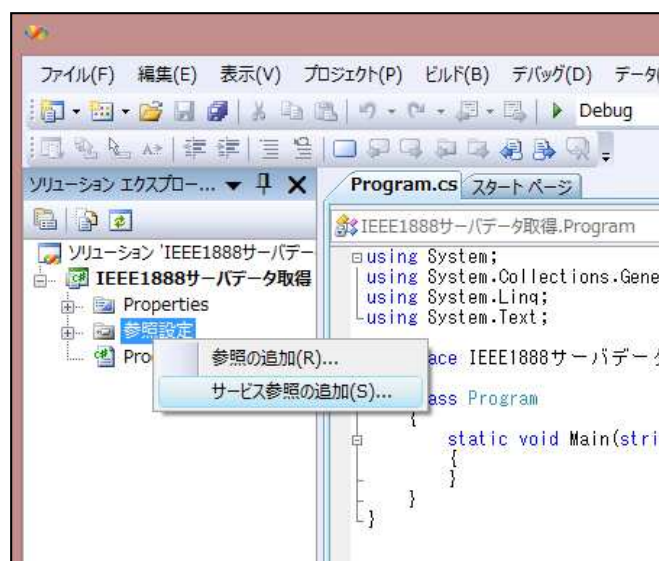 ファイル(F) 編集(E) 表示(V) プロジェクト(P) ビルド(B) デバッグ(D) データ(
Debug
ソリューション エクスプロー...
Program.cs スタート ページ
IEEE1888サーバデータ取得.Program
ソリューション 'IEEE1888サーバデー
IEEE1888サーバデータ取得
Properties
参照設定
Pro
参照の追加(R)...
サービス参照の追加(S)...
using System;
using System.Collections.Gene
using System.Linq;
using System.Text;
ace IEEE1888サーバデータ
ass Program
{
static void Main(stri
{
}
}
}